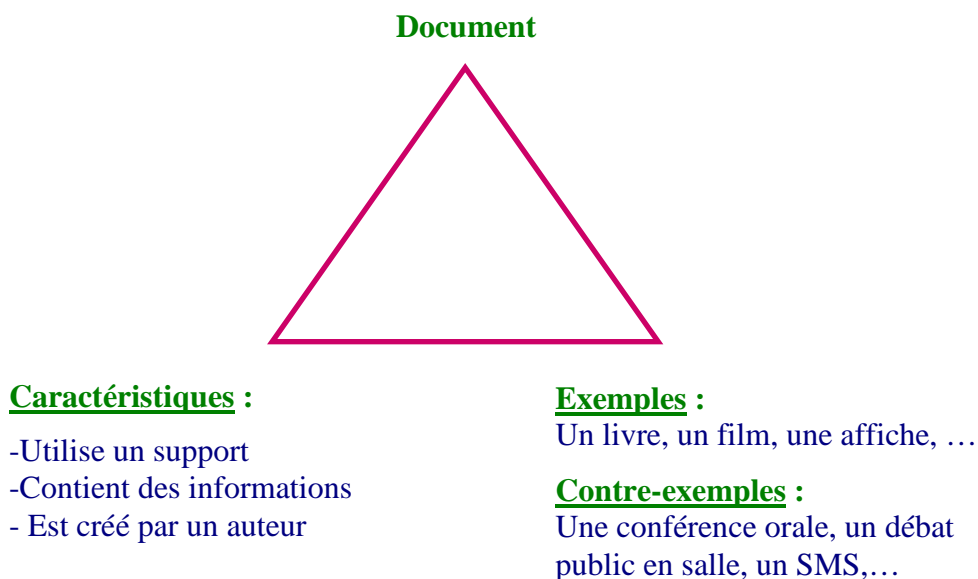 Document
Caractéristiques :
-Utilise un support
-Contient des informations
- Est créé par un auteur
Exemples :
Un livre, un film, une affiche, …
Contre-exemples :
Une conférence orale, un débat
public en salle, un SMS,…